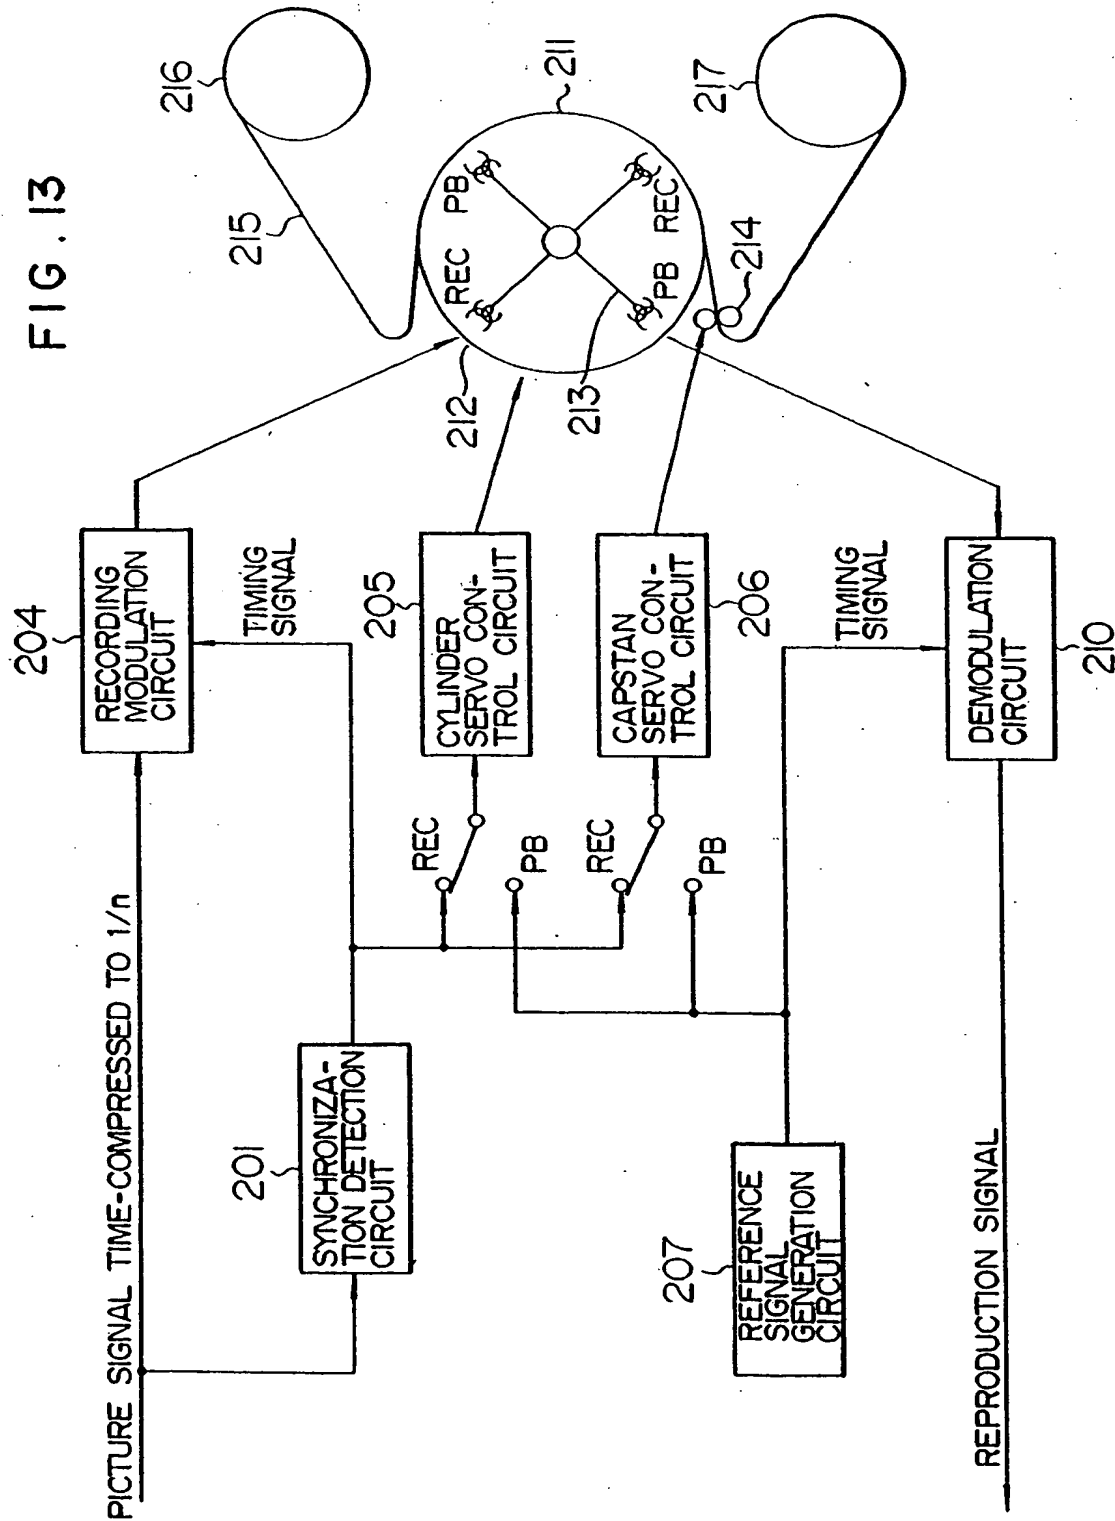 FIG. 13
PICTURE SIGNAL TIME-COMPRESSED TO 1/n
204
RECORDING
MODULATION
CIRCUIT
TIMING
SIGNAL
201
SYNCHRONIZA-
TION DETECTION
CIRCUIT
REC
PB
205
CYLINDER
SERVO CON-
TROL CIRCUIT
REC
PB
CAPSTAN
SERVO CON-
TROL CIRCUIT
206
207
REFERENCE
SIGNAL
GENERATION
CIRCUIT
TIMING
SIGNAL
DEMODULATION
CIRCUIT
210
REPRODUCTION SIGNAL
216
215
211
REC
PB
PB
REC
212
213
214
217